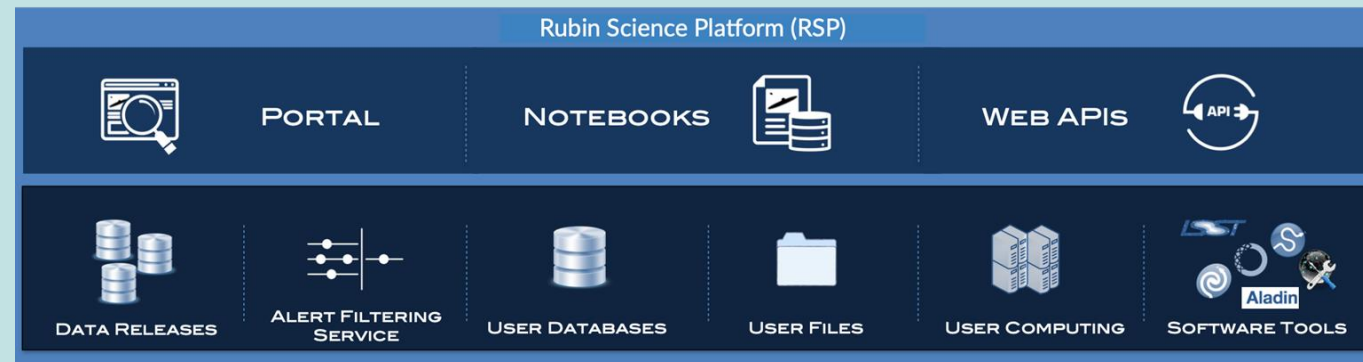 Rubin Science Platform (RSP)
PORTAL
NOTEBOOKS
WEB APIS
API
DATA RELEASES
ALERT FILTERING
SERVICE
USER DATABASES
USER FILES
USER COMPUTING
LSST
Aladin
SOFTWARE TOOLS